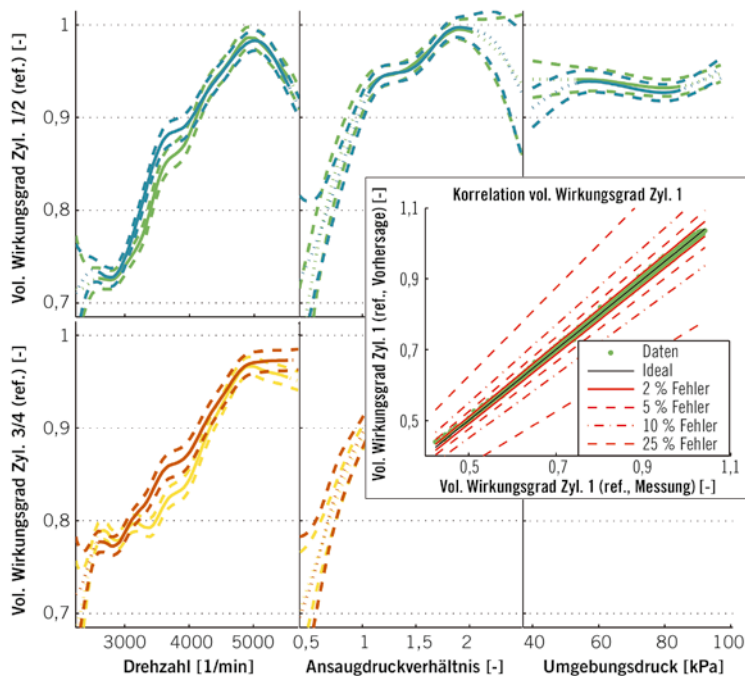 Vol. Wirkungsgrad Zyl. 1/2 (ref.) [-]
1
0,9
0,8
0,7
Vol. Wirkungsgrad Zyl. 3/4 (ref.) [-]
1
0,9
0,8
0,7
3000 4000 5000
Drehzahl [1/min]
0,5 1 1,5 2
Ansaugdruckverhältnis [-]
40 60 80 100
Umgebungsdruck [kPa]
Korrelation vol. Wirkungsgrad Zyl. 1
Vol. Wirkungsgrad Zyl. 1 (ref., Vorhersage) [-]
1,1
0,9
0,7
0,5
Daten
Ideal
2 % Fehler
5 % Fehler
10 % Fehler
25 % Fehler
0,5 0,7 0,9 1,1
Vol. Wirkungsgrad Zyl. 1 (ref., Messung) [-]